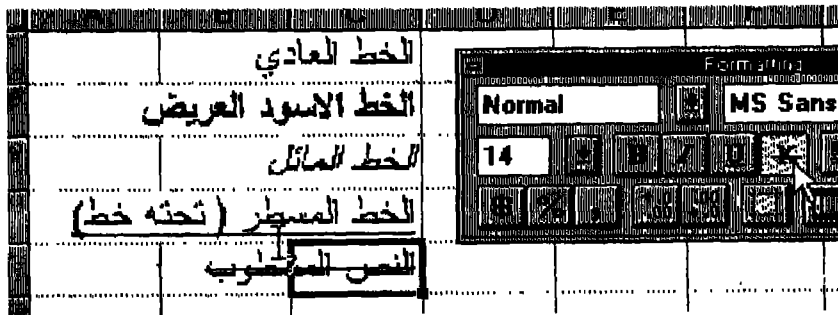 Formatting
الخط العادي
Normal
MS Sans
الخط الاسود العريض
14
B I U K
الخط المائل
الخط المسطر ( تحته خط)
$ % ,
النص المشطوب